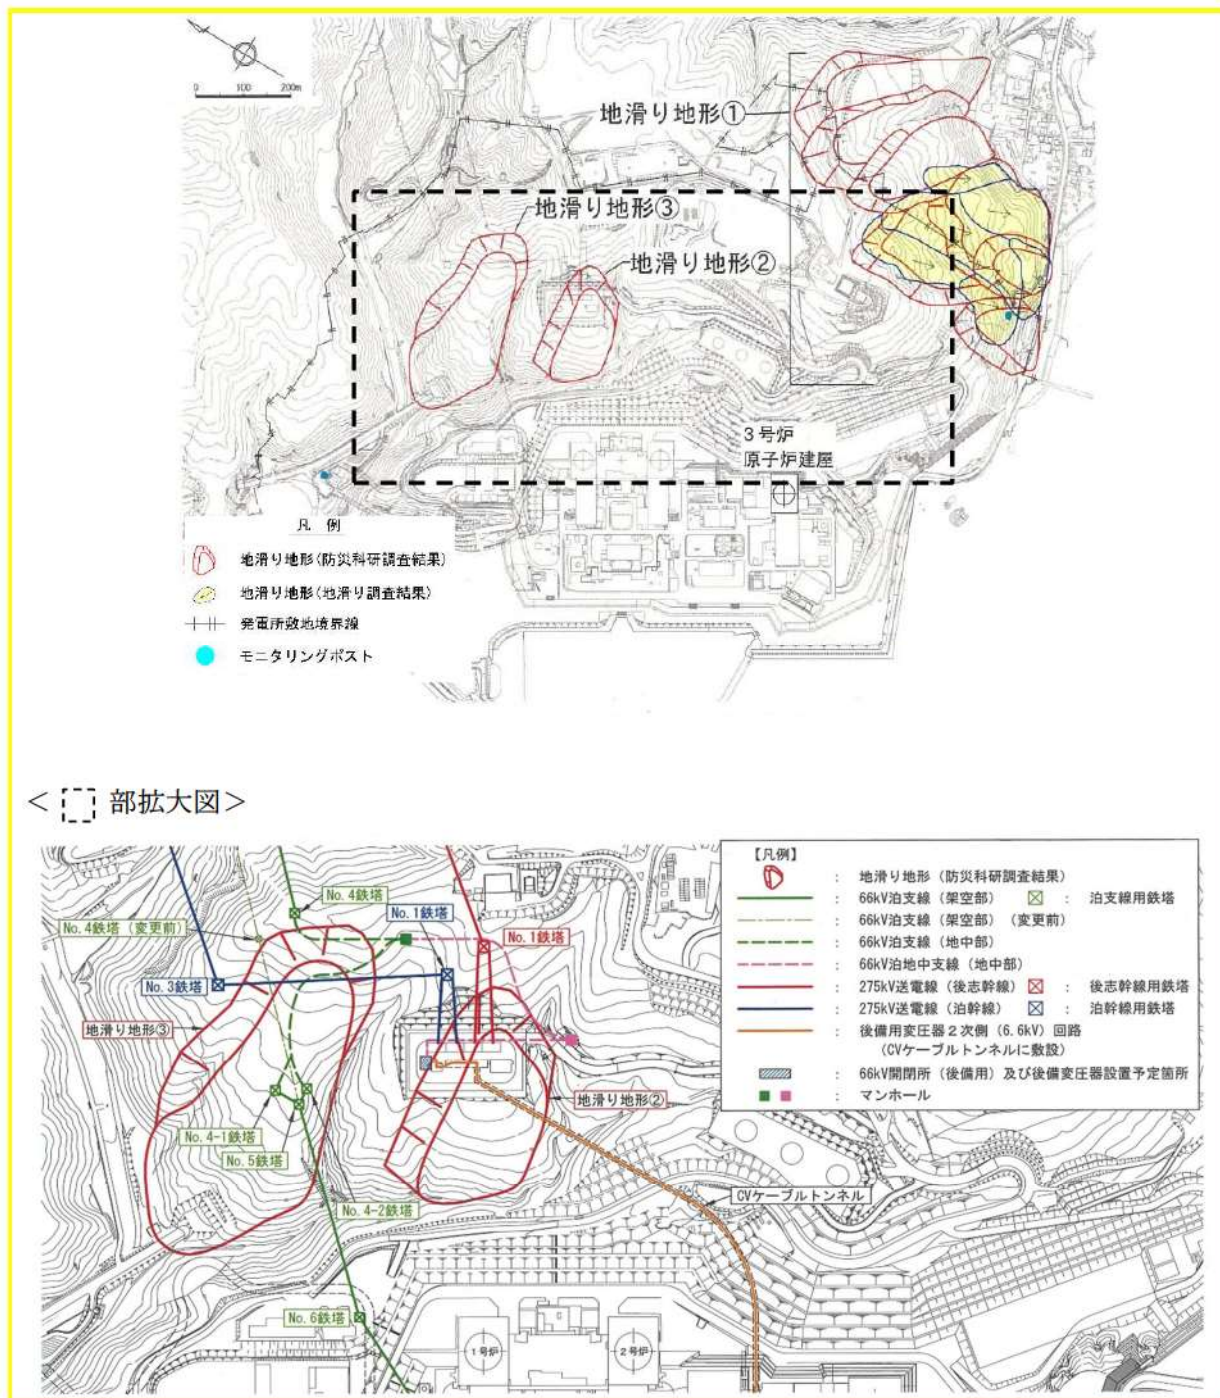 0 100 200m
地滑り地形①
地滑り地形③
地滑り地形②
3号炉
原子炉建屋
凡 例
地滑り地形(防災科研調査結果)
地滑り地形(地滑り調査結果)
発電所敷地境界線
モニタリングポスト
< 部拡大図>
【凡例】
: 地滑り地形（防災科研調査結果）
: 66kV泊支線（架空部） : 泊支線用鉄塔
: 66kV泊支線（架空部）（変更前）
: 66kV泊支線（地中部）
: 66kV泊地中支線（地中部）
: 275kV送電線（後志幹線） : 後志幹線用鉄塔
: 275kV送電線（泊幹線） : 泊幹線用鉄塔
: 後備用変圧器２次側（6.6kV）回路
（CVケーブルトンネルに敷設）
: 66kV開閉所（後備用）及び後備変圧器設置予定箇所
: マンホール
No.4鉄塔
No.1鉄塔
No.4鉄塔（変更前）
No.1鉄塔
No.3鉄塔
地滑り地形③
地滑り地形②
No.4-1鉄塔
No.5鉄塔
No.4-2鉄塔
CVケーブルトンネル
No.6鉄塔
1号炉
2号炉